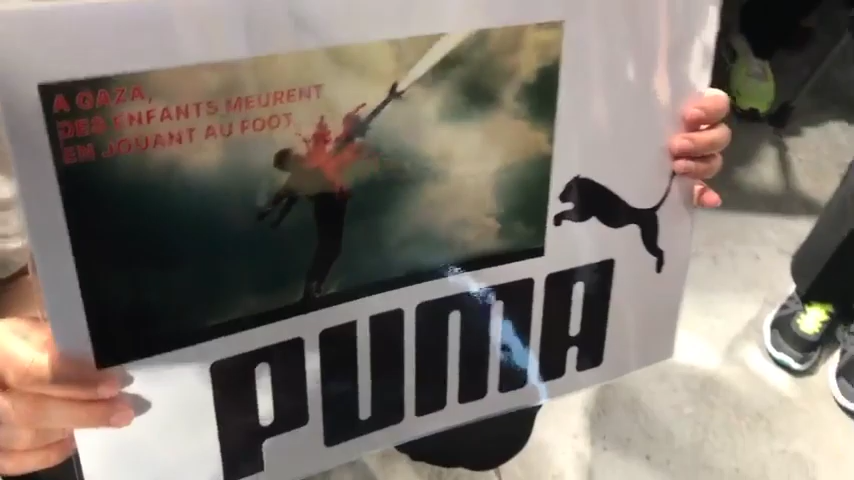 A GAZA,
DES ENFANTS MEURENT
EN JOUANT AU FOOT
PUMA